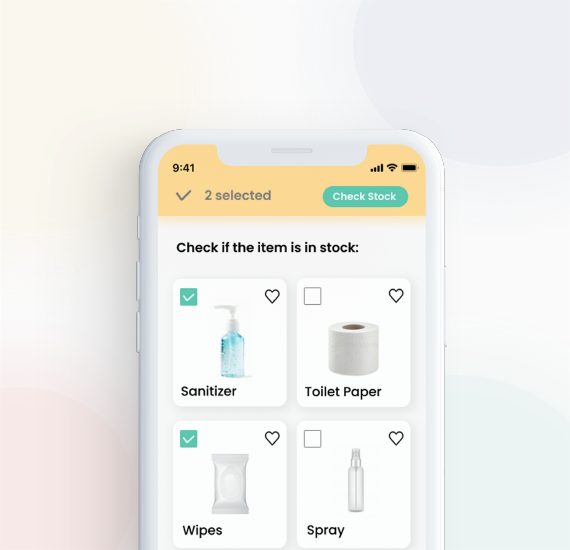 9:41
2 selected
Check Stock
Check if the item is in stock:
Sanitizer
Toilet Paper
Wipes
Spray